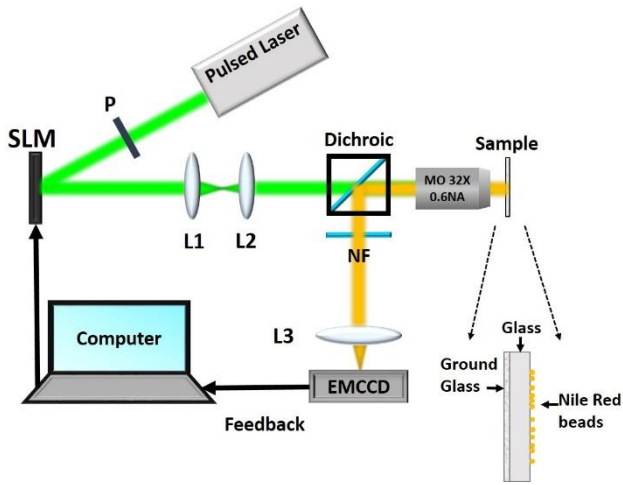 Pulsed Laser
P
SLM
Dichroic
Sample
MO 32X
0.6NA
L1
L2
NF
L3
Computer
EMCCD
Feedback
Glass
Ground
Glass
Nile Red
beads